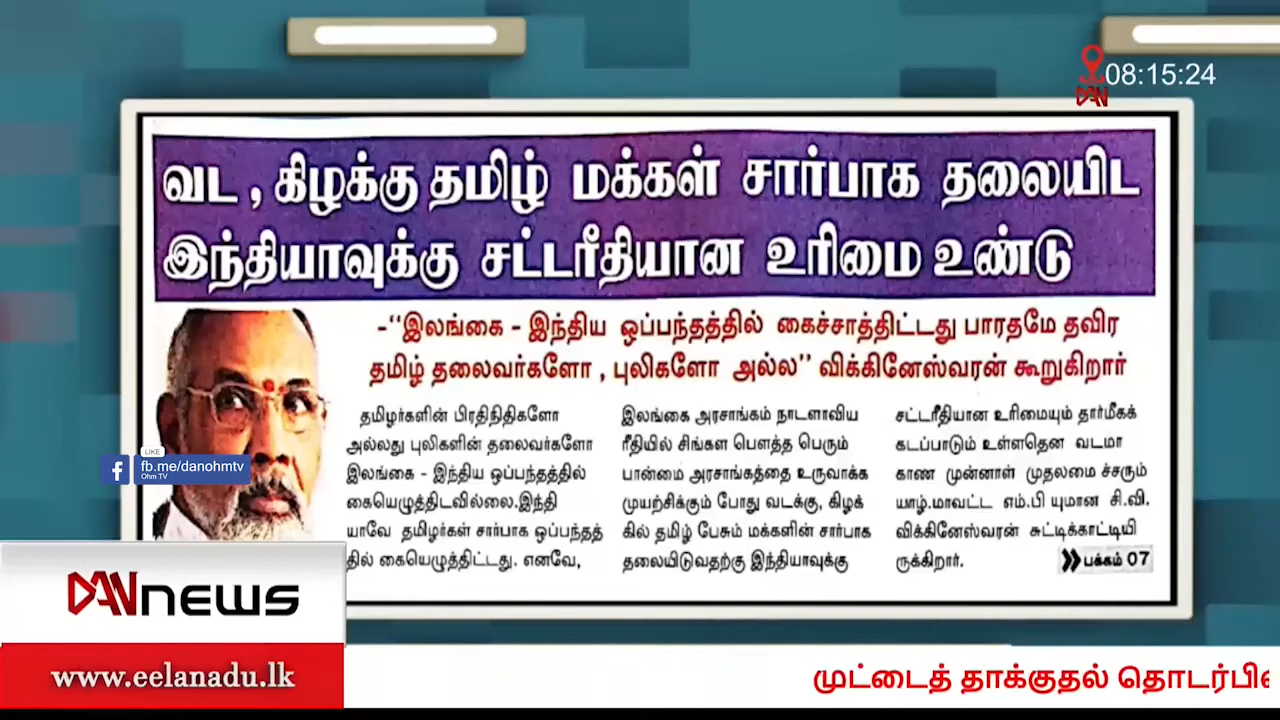 08:15:24
DAN
வட , கிழக்கு தமிழ் மக்கள் சார்பாக தலையிட
இந்தியாவுக்கு சட்டரீதியான உரிமை உண்டு
-"இலங்கை - இந்திய ஒப்பந்தத்தில் கைச்சாத்திட்டது பாரதமே தவிர
தமிழ் தலைவர்களோ , புலிகளோ அல்ல" விக்கினேஸ்வரன் கூறுகிறார்
தமிழர்களின் பிரதிநிதிகளோ
அல்லது புலிகளின் தலைவர்களோ
இலங்கை - இந்திய ஒப்பந்தத்தில்
கையெழுத்திடவில்லை.இந்தி
யாவே தமிழர்கள் சார்பாக ஒப்பந்தத்
தில் கையெழுத்திட்டது. எனவே,
இலங்கை அரசாங்கம் நாடளாவிய
ரீதியில் சிங்கள பௌத்த பெரும்
பான்மை அரசாங்கத்தை உருவாக்க
முயற்சிக்கும் போது வடக்கு, கிழக்
கில் தமிழ் பேசும் மக்களின் சார்பாக
தலையிடுவதற்கு இந்தியாவுக்கு
சட்டரீதியான உரிமையும் தார்மீகக்
கடப்பாடும் உள்ளதென வடமா
காண முன்னாள் முதலமை ச்சரும்
யாழ்.மாவட்ட எம்.பி யுமான சி.வி.
விக்கினேஸ்வரன் சுட்டிக்காட்டியி
ருக்கிறார்.
பக்கம் 07
LIKE
fb.me/danohmtv
Ohm TV
DAN news
www.eelanadu.lk
முட்டைத் தாக்குதல் தொடர்பி